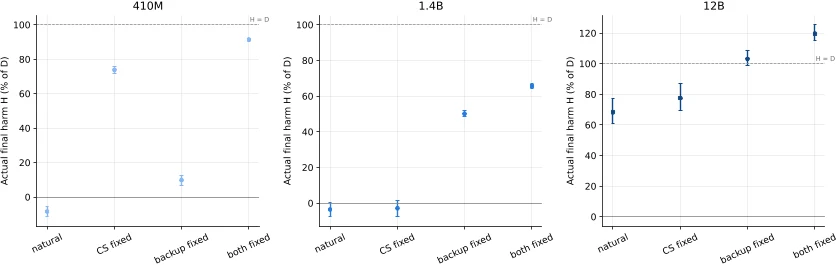 410M
Actual final harm H (% of D)
100
80
60
40
20
0
H = D
natural
CS fixed
backup fixed
both fixed
1.4B
Actual final harm H (% of D)
100
80
60
40
20
0
H = D
natural
CS fixed
backup fixed
both fixed
12B
Actual final harm H (% of D)
120
100
80
60
40
20
0
H = D
natural
CS fixed
backup fixed
both fixed